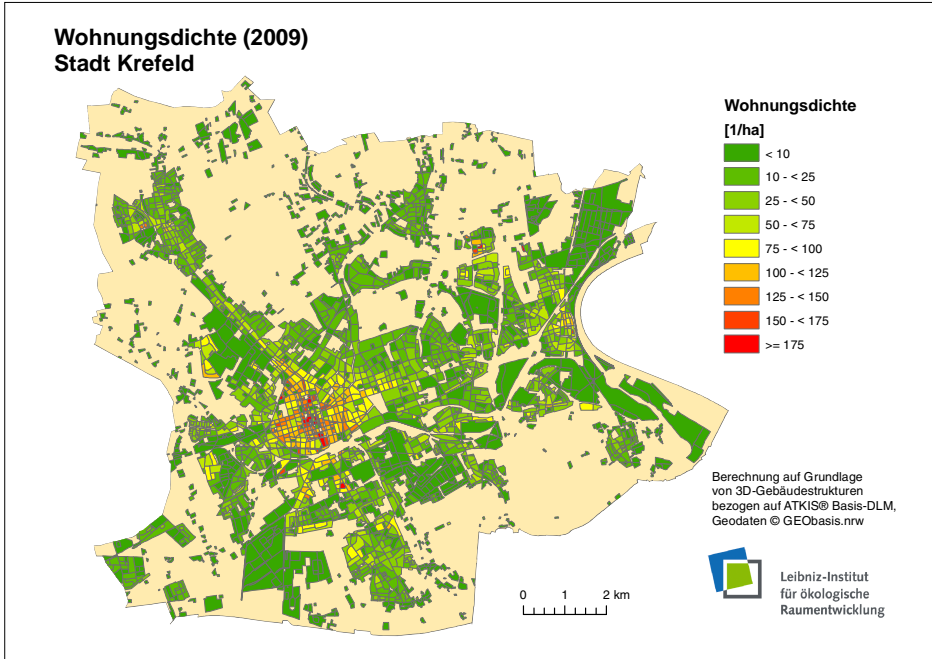 Wohnungsdichte (2009)
Stadt Krefeld
Wohnungsdichte
[1/ha]
< 10
10 - < 25
25 - < 50
50 - < 75
75 - < 100
100 - < 125
125 - < 150
150 - < 175
>= 175
Berechnung auf Grundlage
von 3D-Gebäudestrukturen
bezogen auf ATKIS® Basis-DLM,
Geodaten © GEObasis.nrw
Leibniz-Institut
für ökologische
Raumentwicklung
0 1 2 km